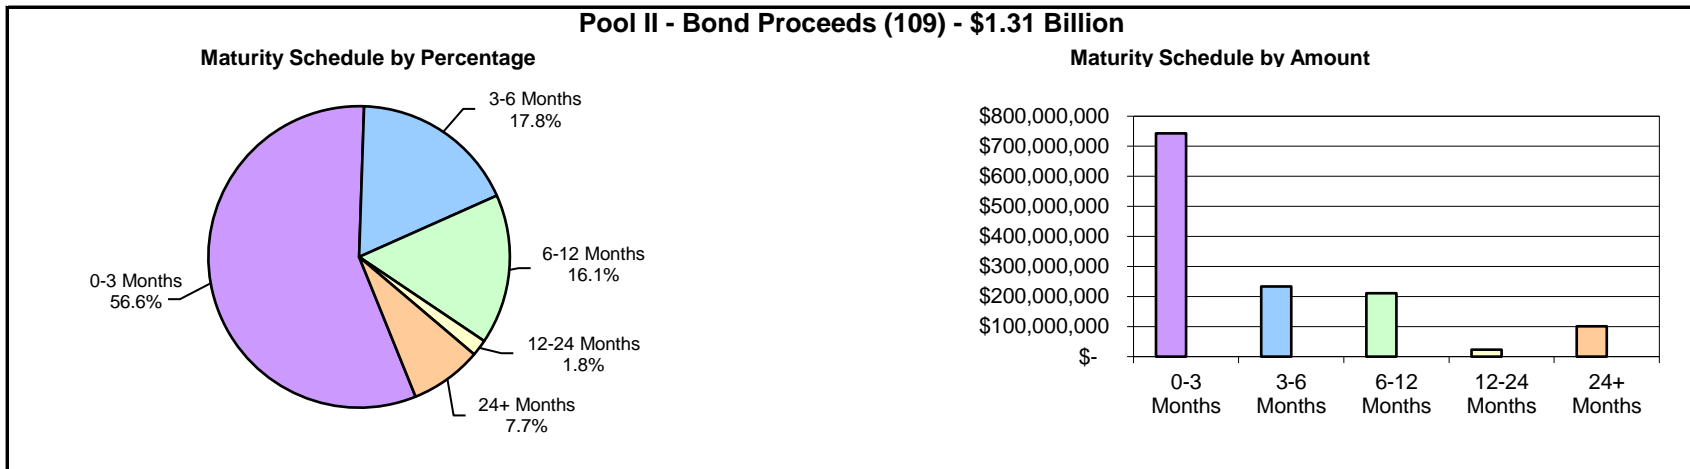 Pool II - Bond Proceeds (109) - $1.31 Billion
Maturity Schedule by Percentage
3-6 Months
17.8%
6-12 Months
16.1%
0-3 Months
56.6%
12-24 Months
1.8%
24+ Months
7.7%
Maturity Schedule by Amount
$800,000,000
$700,000,000
$600,000,000
$500,000,000
$400,000,000
$300,000,000
$200,000,000
$100,000,000
$-
0-3
Months
3-6
Months
6-12
Months
12-24
Months
24+
Months